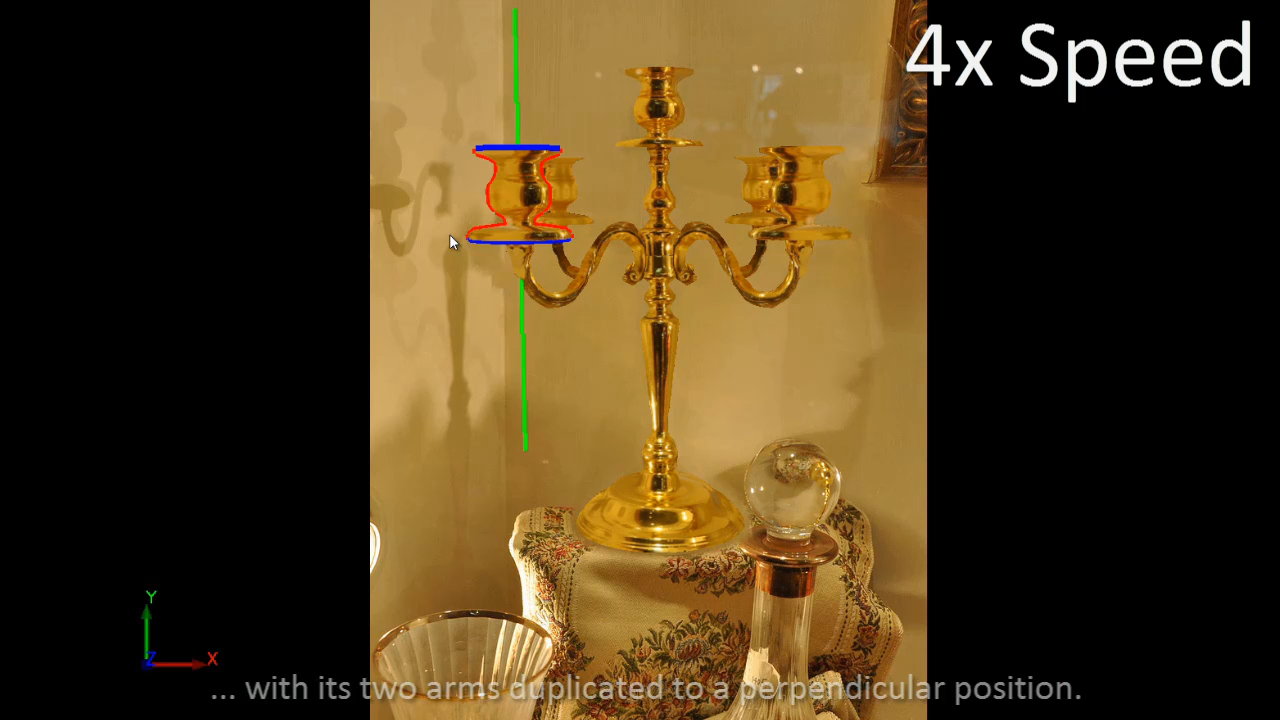 4x Speed
Y
Z
X
... with its two arms duplicated to a perpendicular position.